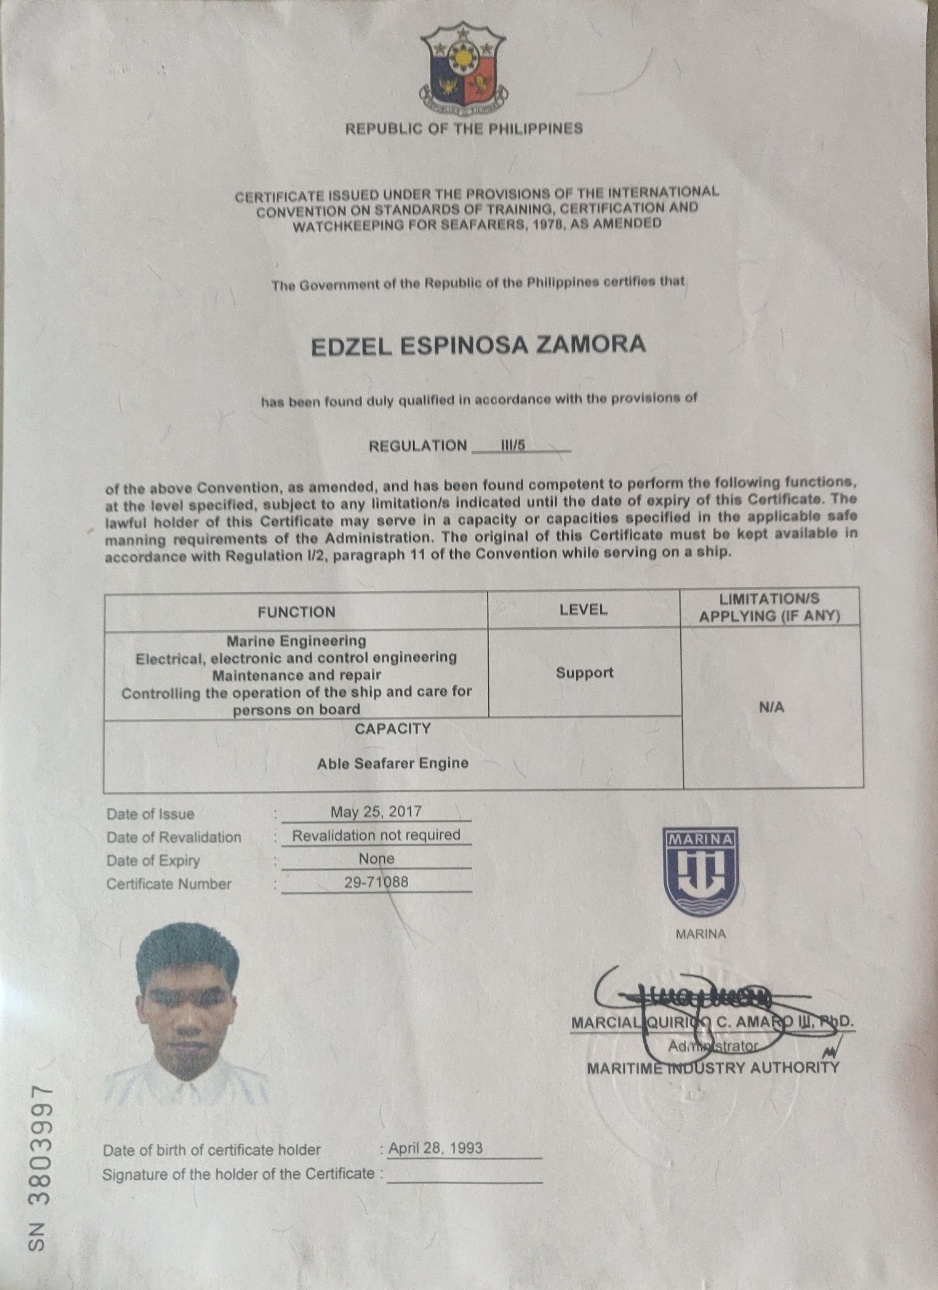 REPUBLIC OF THE PHILIPPINES
CERTIFICATE ISSUED UNDER THE PROVISIONS OF THE INTERNATIONAL
CONVENTION ON STANDARDS OF TRAINING, CERTIFICATION AND
WATCHKEEPING FOR SEAFARERS, 1978, AS AMENDED
The Government of the Republic of the Philippines certifies that
EDZEL ESPINOSA ZAMORA
has been found duly qualified in accordance with the provisions of
REGULATION III/5
of the above Convention, as amended, and has been found competent to perform the following functions,
at the level specified, subject to any limitation/s indicated until the date of expiry of this Certificate. The
lawful holder of this Certificate may serve in a capacity or capacities specified in the applicable safe
manning requirements of the Administration. The original of this Certificate must be kept available in
accordance with Regulation I/2, paragraph 11 of the Convention while serving on a ship.
FUNCTION LEVEL LIMITATION/S
APPLYING (IF ANY)
Marine Engineering
Electrical, electronic and control engineering
Maintenance and repair
Controlling the operation of the ship and care for
persons on board
Support
N/A
CAPACITY
Able Seafarer Engine
Date of Issue : May 25, 2017
Date of Revalidation : Revalidation not required
Date of Expiry : None
Certificate Number : 29-71088
MARINA
MARINA
MARCIAL QUIRICO C. AMARO III, PhD.
Administrator
MARITIME INDUSTRY AUTHORITY
Date of birth of certificate holder : April 28, 1993
Signature of the holder of the Certificate :
SN 3803997